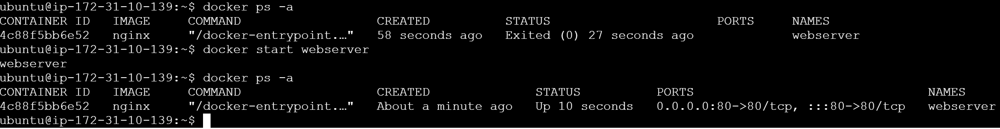 ubuntu@ip-172-31-10-139:~$ docker ps -a
CONTAINER ID   IMAGE     COMMAND                  CREATED          STATUS                      PORTS     NAMES
4c88f5bb6e52   nginx     "/docker-entrypoint.…"   58 seconds ago   Exited (0) 27 seconds ago             webserver
ubuntu@ip-172-31-10-139:~$ docker start webserver
webserver
ubuntu@ip-172-31-10-139:~$ docker ps -a
CONTAINER ID   IMAGE     COMMAND                  CREATED              STATUS          PORTS                               NAMES
4c88f5bb6e52   nginx     "/docker-entrypoint.…"   About a minute ago   Up 10 seconds   0.0.0.0:80->80/tcp, :::80->80/tcp   webserver
ubuntu@ip-172-31-10-139:~$